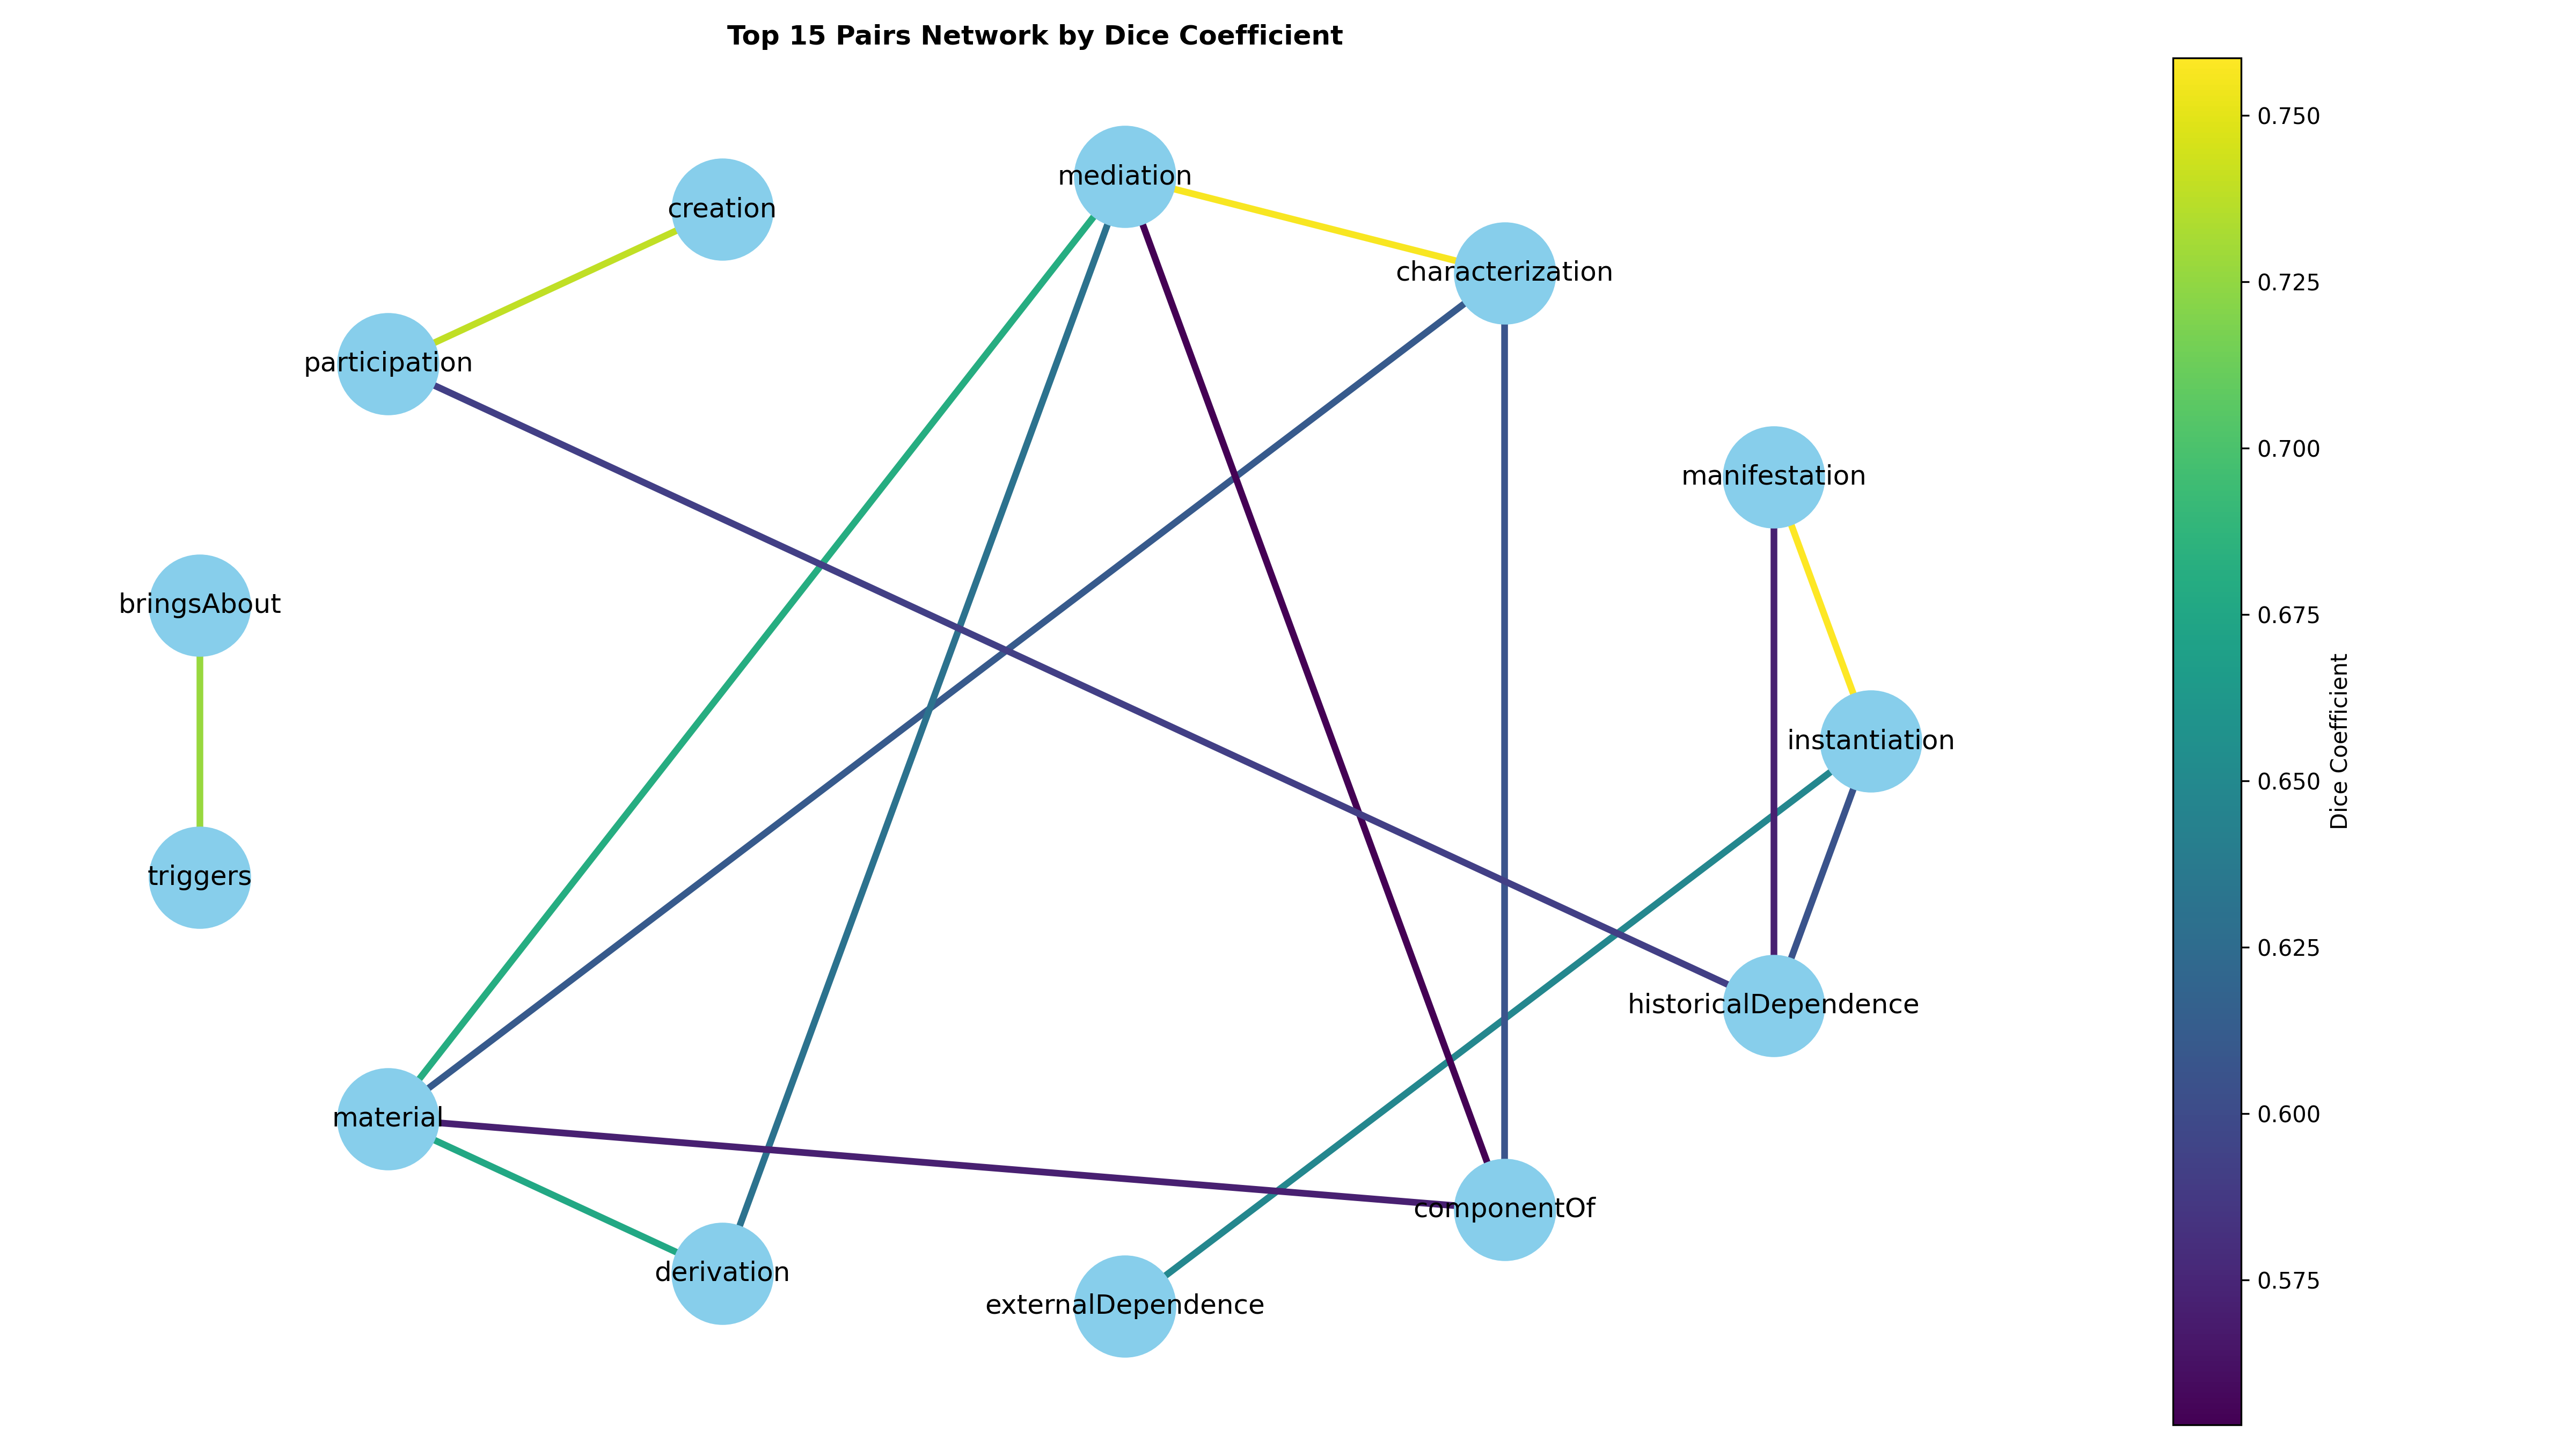 Top 15 Pairs Network by Dice Coefficient
mediation
creation
characterization
participation
manifestation
bringsAbout
instantiation
triggers
historicalDependence
material
componentOf
derivation
externalDependence
0.750
0.725
0.700
0.675
0.650
0.625
0.600
0.575
Dice Coefficient